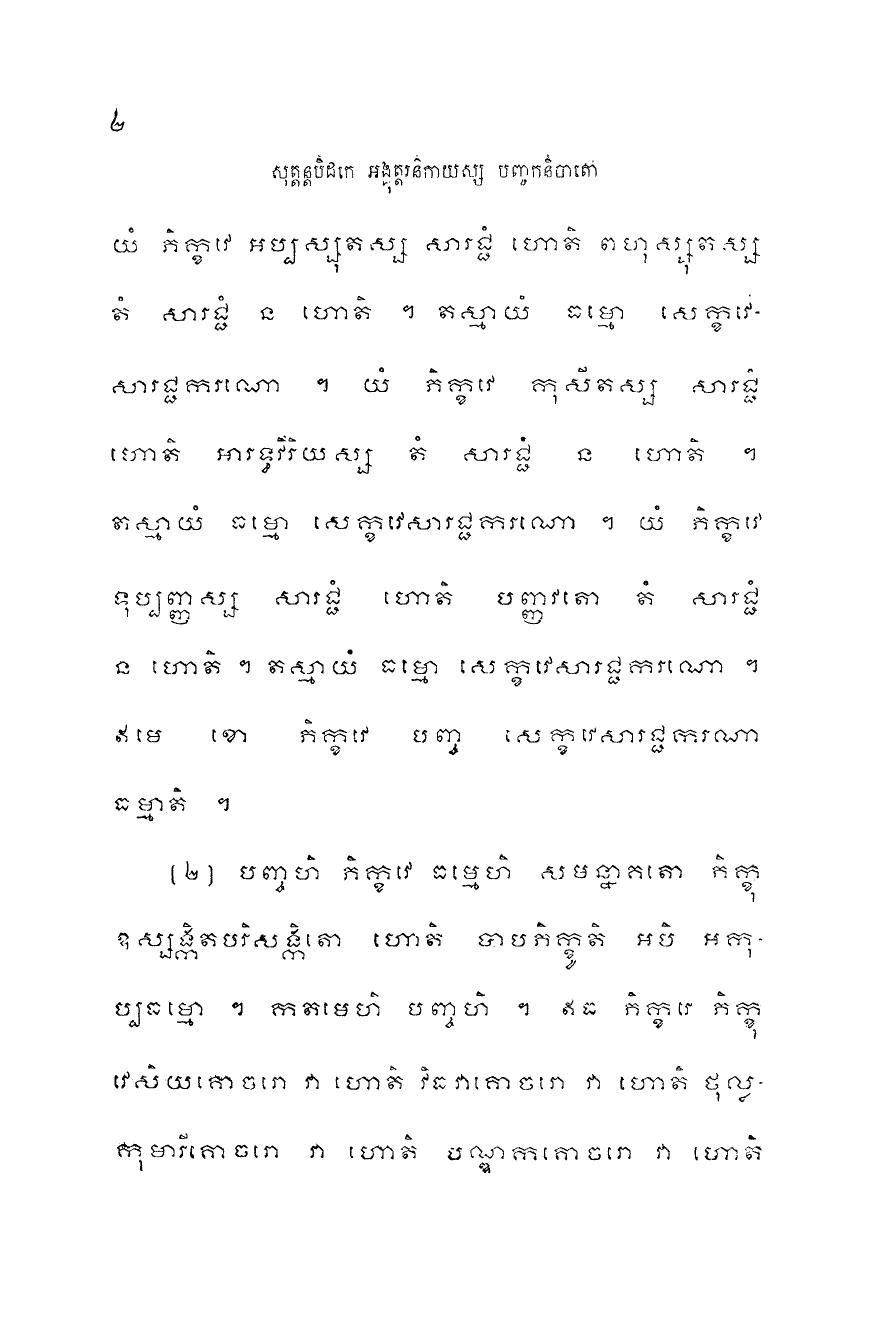 ២
សុត្តន្តបិដកេ អង្គុត្តរនិកាយស្ស បញ្ចកនិបាតោ
យំ ភិក្ខវេ អប្បស្សុតស្ស សារជ្ជំ ហោតិ ពហុស្សុតស្ស
តំ សារជ្ជំ ន ហោតិ ។ តស្មាយំ ធម្មោ សេក្ខវេ-
សារជ្ជករណោ ។ យំ ភិក្ខវេ កុសីតស្ស សារជ្ជំ
ហោតិ អារទ្ធវីរិយស្ស តំ សារជ្ជំ ន ហោតិ ។
តស្មាយំ ធម្មោ សេក្ខវេសារជ្ជករណោ ។ យំ ភិក្ខវេ
ទុប្បញ្ញស្ស សារជ្ជំ ហោតិ បញ្ញវតោ តំ សារជ្ជំ
ន ហោតិ ។ តស្មាយំ ធម្មោ សេក្ខវេសារជ្ជករណោ ។
ឥមេ ខោ ភិក្ខវេ បញ្ច សេក្ខវេសារជ្ជករណា
ធម្មាតិ ។
(២) បញ្ចហិ ភិក្ខវេ ធម្មេហិ សមន្នាគតោ ភិក្ខុ
ឧស្សង្កិតបរិសង្កិតោ ហោតិ បាបភិក្ខូតិ អបិ អកុ-
ប្បធម្មោ ។ កតមេហិ បញ្ចហិ ។ ឥធ ភិក្ខវេ ភិក្ខុ
វេសិយគោចរោ វា ហោតិ វិធវាគោចរោ វា ហោតិ ថុល្ល-
កុមារីគោចរោ វា ហោតិ បណ្ឌកគោចរោ វា ហោតិ